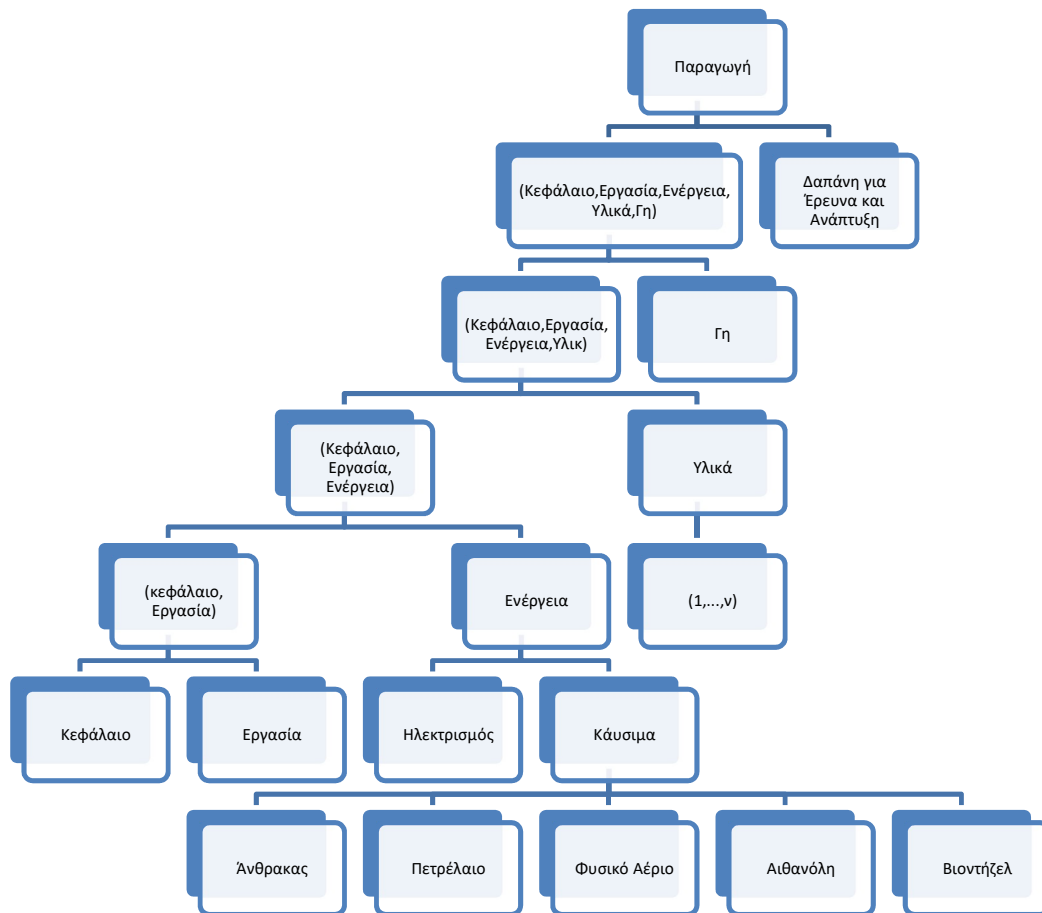 Παραγωγή
(Κεφάλαιο,Εργασία,Ενέργεια,
Υλικά,Γη)
Δαπάνη για
Έρευνα και
Ανάπτυξη
(Κεφάλαιο,Εργασία,
Ενέργεια,Υλικ)
Γη
(Κεφάλαιο,
Εργασία,
Ενέργεια)
Υλικά
(κεφάλαιο,
Εργασία)
Ενέργεια
(1,...,ν)
Κεφάλαιο
Εργασία
Ηλεκτρισμός
Κάυσιμα
Άνθρακας
Πετρέλαιο
Φυσικό Αέριο
Αιθανόλη
Βιοντήζελ